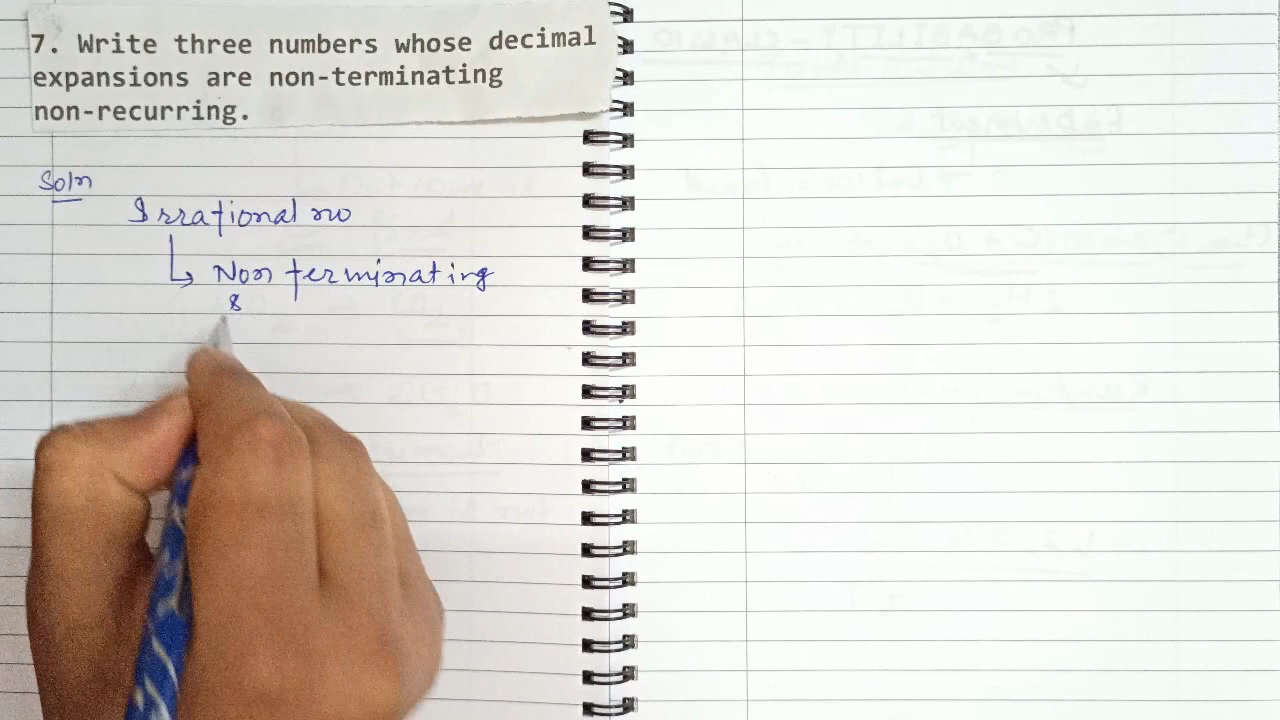 7. Write three numbers whose decimal
expansions are non-terminating
non-recurring.
Soln
Irrational no
↳ Non terminating
&